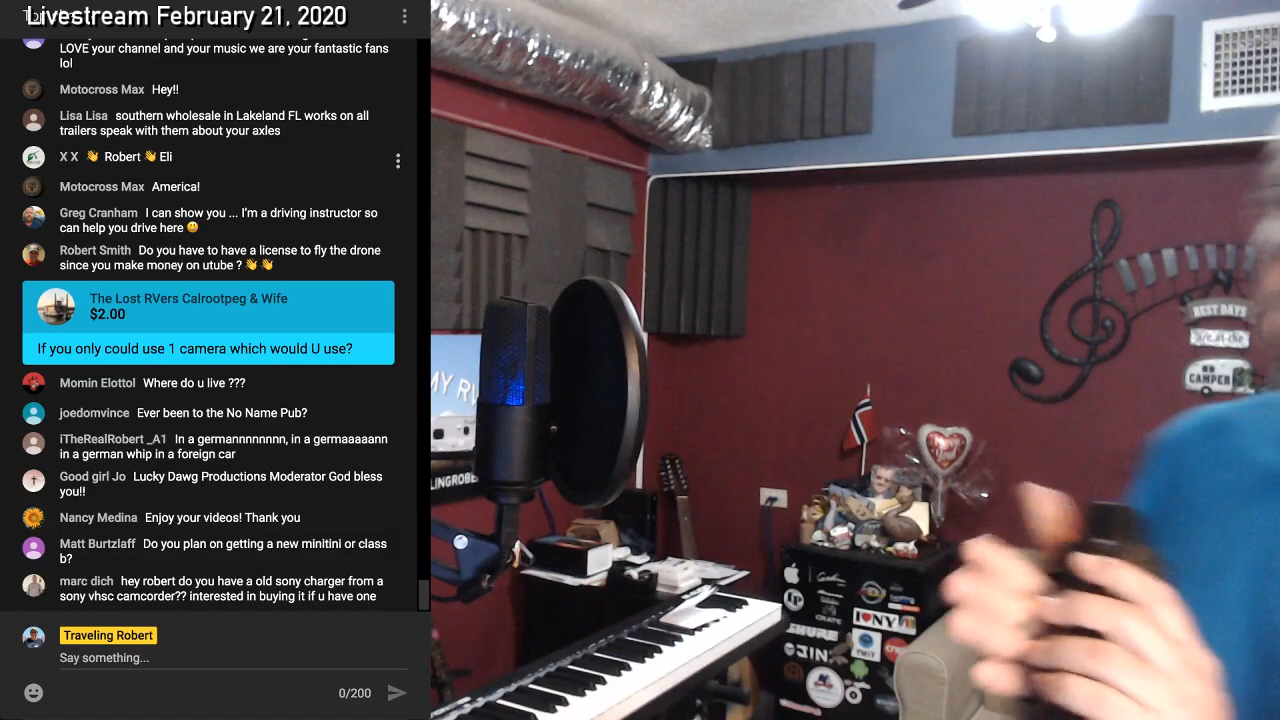 Livestream February 21, 2020
LOVE your channel and your music we are your fantastic fans
lol
Motocross Max Hey!!
Lisa Lisa southern wholesale in Lakeland FL works on all
trailers speak with them about your axles
X X 👋 Robert 👋 Eli
Motocross Max America!
Greg Cranham I can show you ... I'm a driving instructor so
can help you drive here 🙂
Robert Smith Do you have to have a license to fly the drone
since you make money on utube ? 👋 👋
The Lost RVers Calrootpeg & Wife
$2.00
If you only could use 1 camera which would U use?
Momin Elottol Where do u live ???
joedomvince Ever been to the No Name Pub?
iTheRealRobert _A1 In a germannnnnnn, in a germaaaaann
in a german whip in a foreign car
Good girl Jo Lucky Dawg Productions Moderator God bless
you!!
Nancy Medina Enjoy your videos! Thank you
Matt Burtzlaff Do you plan on getting a new minitini or class
b?
marc dich hey robert do you have a old sony charger from a
sony vhsc camcorder?? interested in buying it if u have one
Traveling Robert
Say something...
0/200
MY RV
LINGROBE
BEST DAYS
CAMPER
I NY
SHURE
TWiT